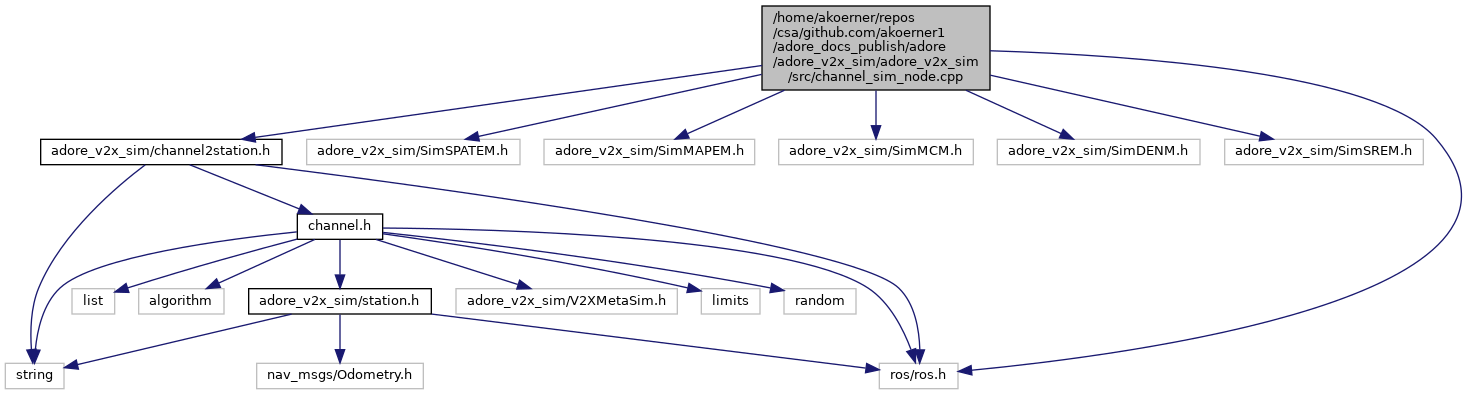 /home/akoerner/repos
/csa/github.com/akoerner1
/adore_docs_publish/adore
/adore_v2x_sim/adore_v2x_sim
/src/channel_sim_node.cpp
adore_v2x_sim/channel2station.h
adore_v2x_sim/SimSPATEM.h
adore_v2x_sim/SimMAPEM.h
adore_v2x_sim/SimMCM.h
adore_v2x_sim/SimDENM.h
adore_v2x_sim/SimSREM.h
channel.h
list
algorithm
adore_v2x_sim/station.h
adore_v2x_sim/V2XMetaSim.h
limits
random
string
nav_msgs/Odometry.h
ros/ros.h